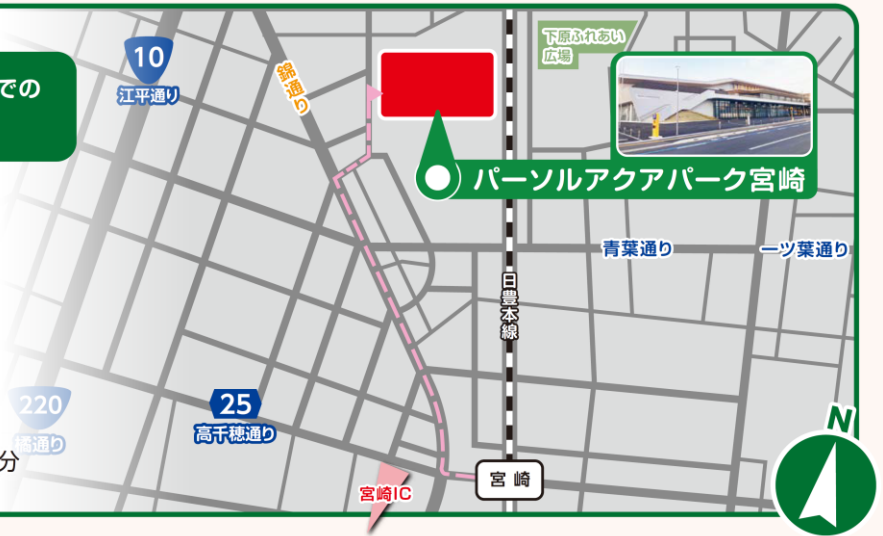 での
10
江平通り
錦通り
下原ふれあい
広場
パーソルアクアパーク宮崎
青葉通り
一ツ葉通り
日豊本線
25
高千穂通り
220
橘通り
分
宮崎IC
宮崎
N